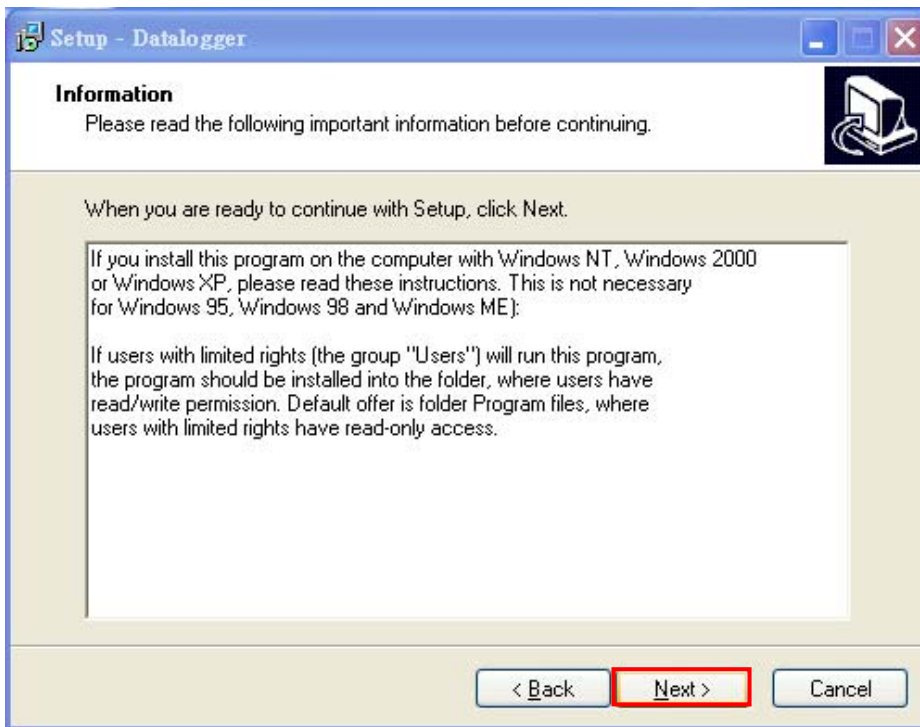 Setup - Datalogger
Information
Please read the following important information before continuing.
When you are ready to continue with Setup, click Next.
If you install this program on the computer with Windows NT, Windows 2000
or Windows XP, please read these instructions. This is not necessary
for Windows 95, Windows 98 and Windows ME):
If users with limited rights (the group "Users") will run this program,
the program should be installed into the folder, where users have
read/write permission. Default offer is folder Program files, where
users with limited rights have read-only access.
< Back Next > Cancel